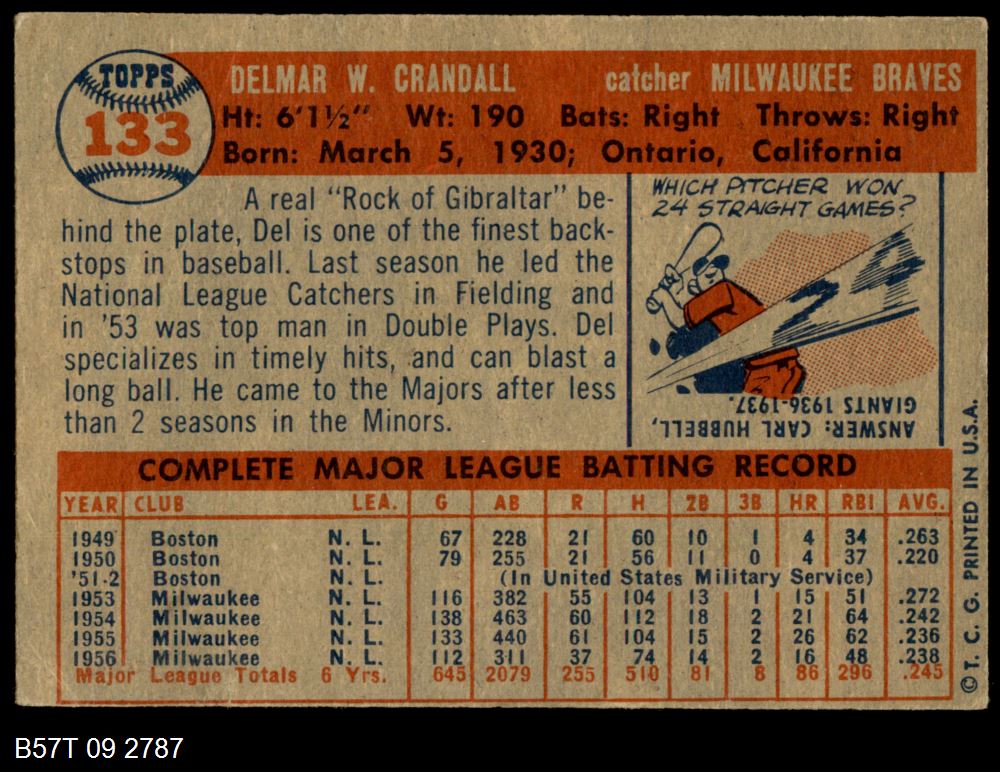 TOPPS
133
DELMAR W. CRANDALL catcher MILWAUKEE BRAVES
Ht: 6'1½" Wt: 190 Bats: Right Throws: Right
Born: March 5, 1930; Ontario, California
A real "Rock of Gibraltar" be-
hind the plate, Del is one of the finest back-
stops in baseball. Last season he led the
National League Catchers in Fielding and
in '53 was top man in Double Plays. Del
specializes in timely hits, and can blast a
long ball. He came to the Majors after less
than 2 seasons in the Minors.
WHICH PITCHER WON
24 STRAIGHT GAMES?
24
ANSWER: CARL HUBBELL,
GIANTS 1936-1937.
COMPLETE MAJOR LEAGUE BATTING RECORD
YEAR CLUB LEA. G AB R H 2B 3B HR RBI AVG.
1949 Boston N. L. 67 228 21 60 10 1 4 34 .263
1950 Boston N. L. 79 255 21 56 11 0 4 37 .220
'51-2 Boston (In United States Military Service)
1953 Milwaukee N. L. 116 382 55 104 13 1 15 51 .272
1954 Milwaukee N. L. 138 463 60 112 18 2 21 64 .242
1955 Milwaukee N. L. 133 440 61 104 15 2 26 62 .236
1956 Milwaukee N. L. 112 311 37 74 14 2 16 48 .238
Major League Totals 6 Yrs. 645 2079 255 510 81 8 86 296 .245
© T. C. G. PRINTED IN U.S.A.
B57T 09 2787